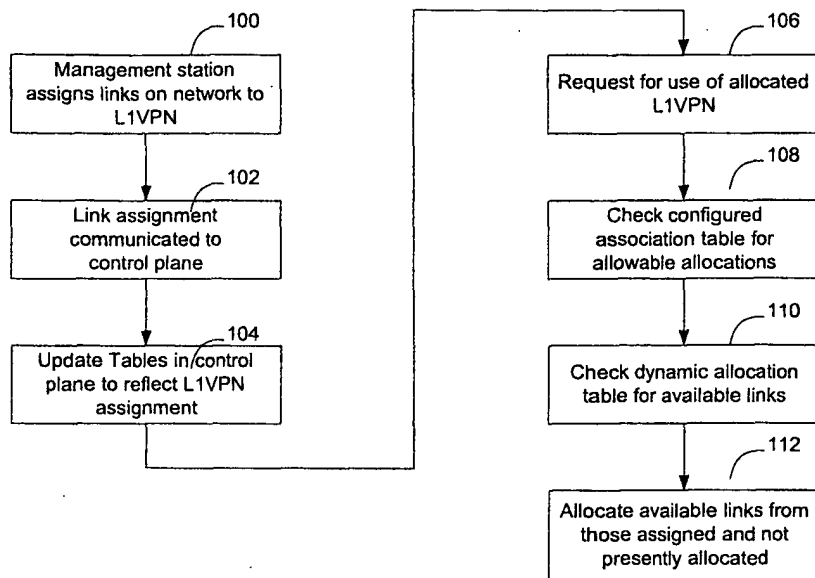 100
Management station
assigns links on network to
L1VPN
102
Link assignment
communicated to
control plane
104
Update Tables in control
plane to reflect L1VPN
assignment
106
Request for use of allocated
L1VPN
108
Check configured
association table for
allowable allocations
110
Check dynamic allocation
table for available links
112
Allocate available links from
those assigned and not
presently allocated